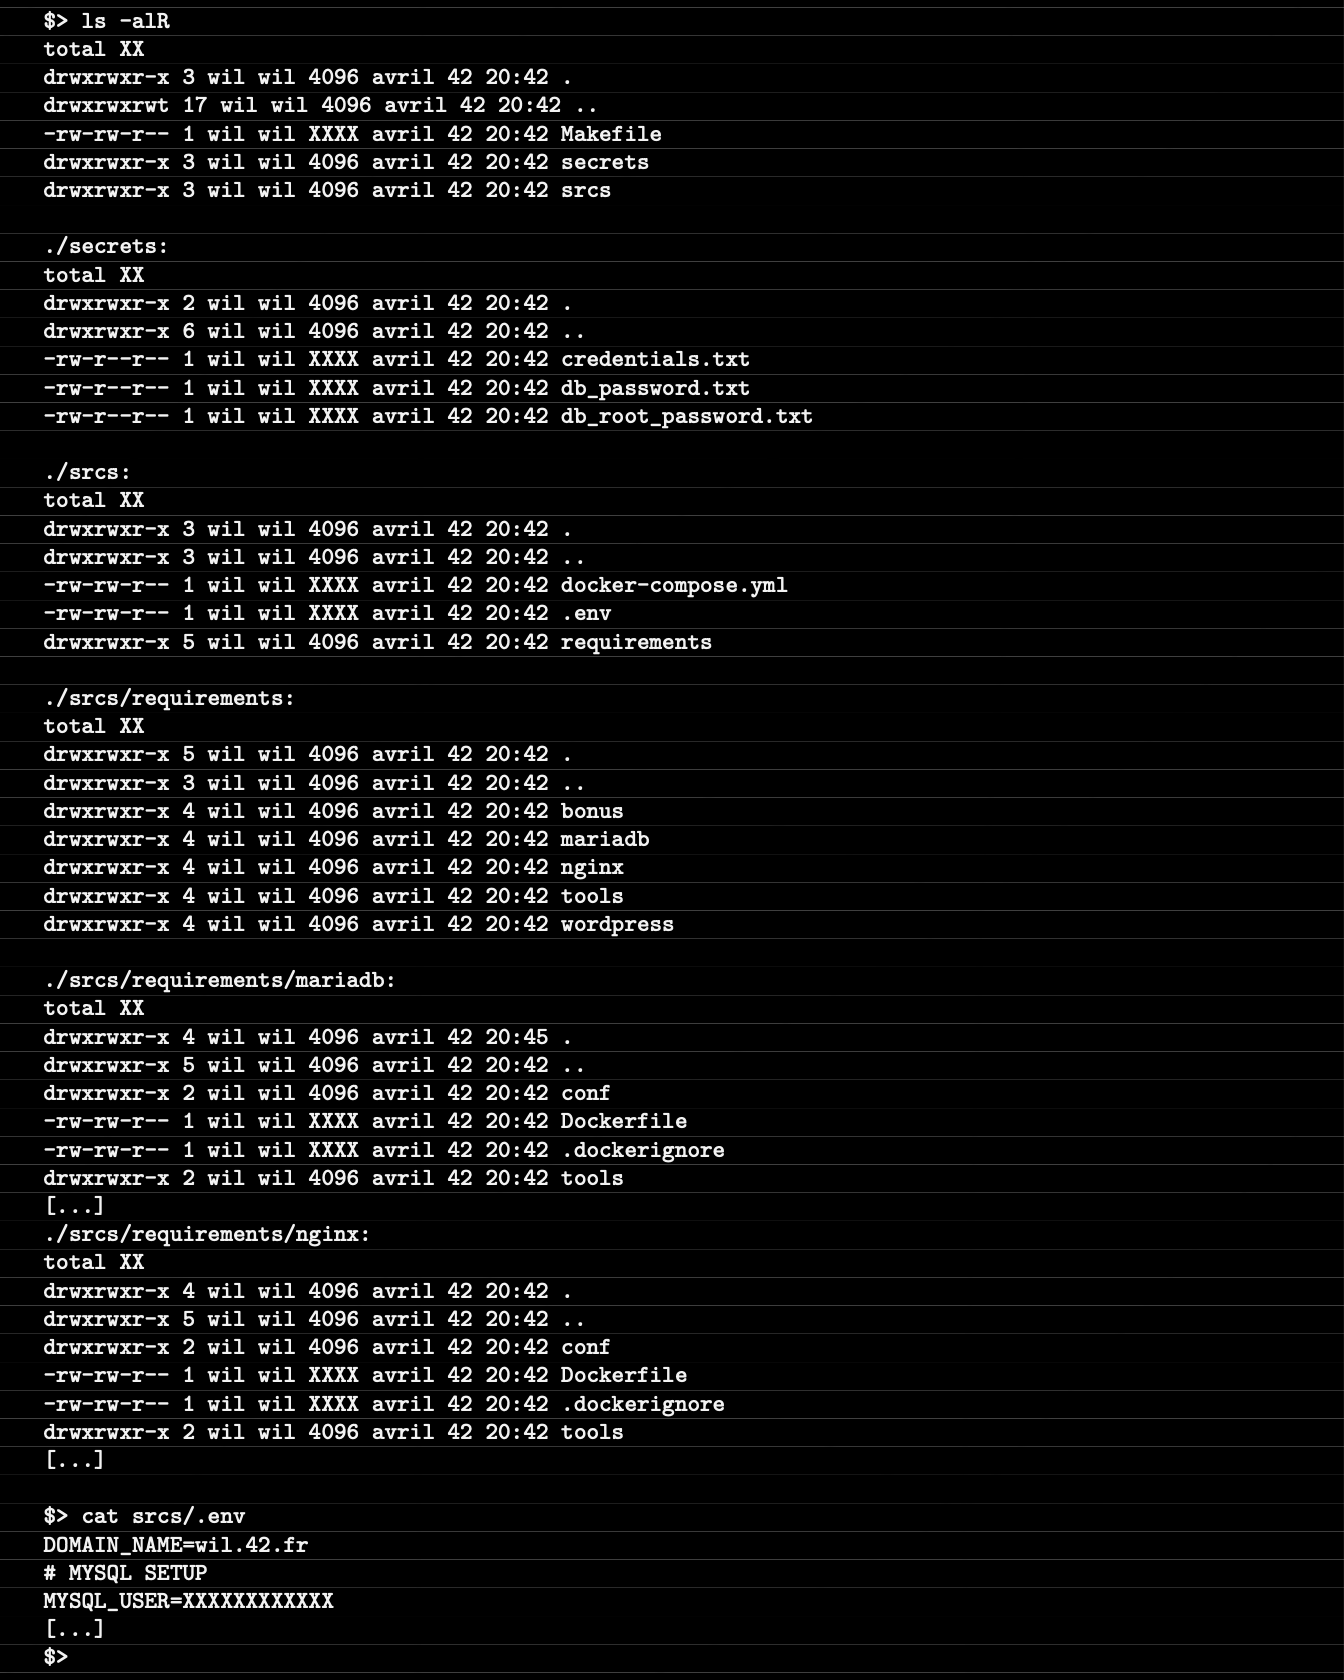 $> ls -alR
total XX
drwxrwxr-x 3 wil wil 4096 avril 42 20:42 .
drwxrwxrwt 17 wil wil 4096 avril 42 20:42 ..
-rw-rw-r-- 1 wil wil XXXX avril 42 20:42 Makefile
drwxrwxr-x 3 wil wil 4096 avril 42 20:42 secrets
drwxrwxr-x 3 wil wil 4096 avril 42 20:42 srcs
./secrets:
total XX
drwxrwxr-x 2 wil wil 4096 avril 42 20:42 .
drwxrwxr-x 6 wil wil 4096 avril 42 20:42 ..
-rw-r--r-- 1 wil wil XXXX avril 42 20:42 credentials.txt
-rw-r--r-- 1 wil wil XXXX avril 42 20:42 db_password.txt
-rw-r--r-- 1 wil wil XXXX avril 42 20:42 db_root_password.txt
./srcs:
total XX
drwxrwxr-x 3 wil wil 4096 avril 42 20:42 .
drwxrwxr-x 3 wil wil 4096 avril 42 20:42 ..
-rw-rw-r-- 1 wil wil XXXX avril 42 20:42 docker-compose.yml
-rw-rw-r-- 1 wil wil XXXX avril 42 20:42 .env
drwxrwxr-x 5 wil wil 4096 avril 42 20:42 requirements
./srcs/requirements:
total XX
drwxrwxr-x 5 wil wil 4096 avril 42 20:42 .
drwxrwxr-x 3 wil wil 4096 avril 42 20:42 ..
drwxrwxr-x 4 wil wil 4096 avril 42 20:42 bonus
drwxrwxr-x 4 wil wil 4096 avril 42 20:42 mariadb
drwxrwxr-x 4 wil wil 4096 avril 42 20:42 nginx
drwxrwxr-x 4 wil wil 4096 avril 42 20:42 tools
drwxrwxr-x 4 wil wil 4096 avril 42 20:42 wordpress
./srcs/requirements/mariadb:
total XX
drwxrwxr-x 4 wil wil 4096 avril 42 20:45 .
drwxrwxr-x 5 wil wil 4096 avril 42 20:42 ..
drwxrwxr-x 2 wil wil 4096 avril 42 20:42 conf
-rw-rw-r-- 1 wil wil XXXX avril 42 20:42 Dockerfile
-rw-rw-r-- 1 wil wil XXXX avril 42 20:42 .dockerignore
drwxrwxr-x 2 wil wil 4096 avril 42 20:42 tools
[...]
./srcs/requirements/nginx:
total XX
drwxrwxr-x 4 wil wil 4096 avril 42 20:42 .
drwxrwxr-x 5 wil wil 4096 avril 42 20:42 ..
drwxrwxr-x 2 wil wil 4096 avril 42 20:42 conf
-rw-rw-r-- 1 wil wil XXXX avril 42 20:42 Dockerfile
-rw-rw-r-- 1 wil wil XXXX avril 42 20:42 .dockerignore
drwxrwxr-x 2 wil wil 4096 avril 42 20:42 tools
[...]
$> cat srcs/.env
DOMAIN_NAME=wil.42.fr
# MYSQL SETUP
MYSQL_USER=XXXXXXXXXXXX
[...]
$>